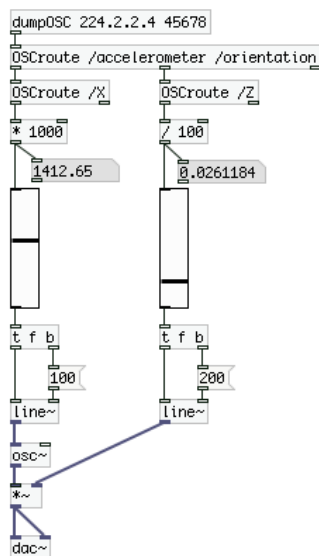 dumpOSC 224.2.2.4 45678
OSCroute /accelerometer /orientation
OSCroute /X
OSCroute /Z
* 1000
/ 100
1412.65
0.0261184
t f b
t f b
100
200
line~
line~
osc~
*~
dac~